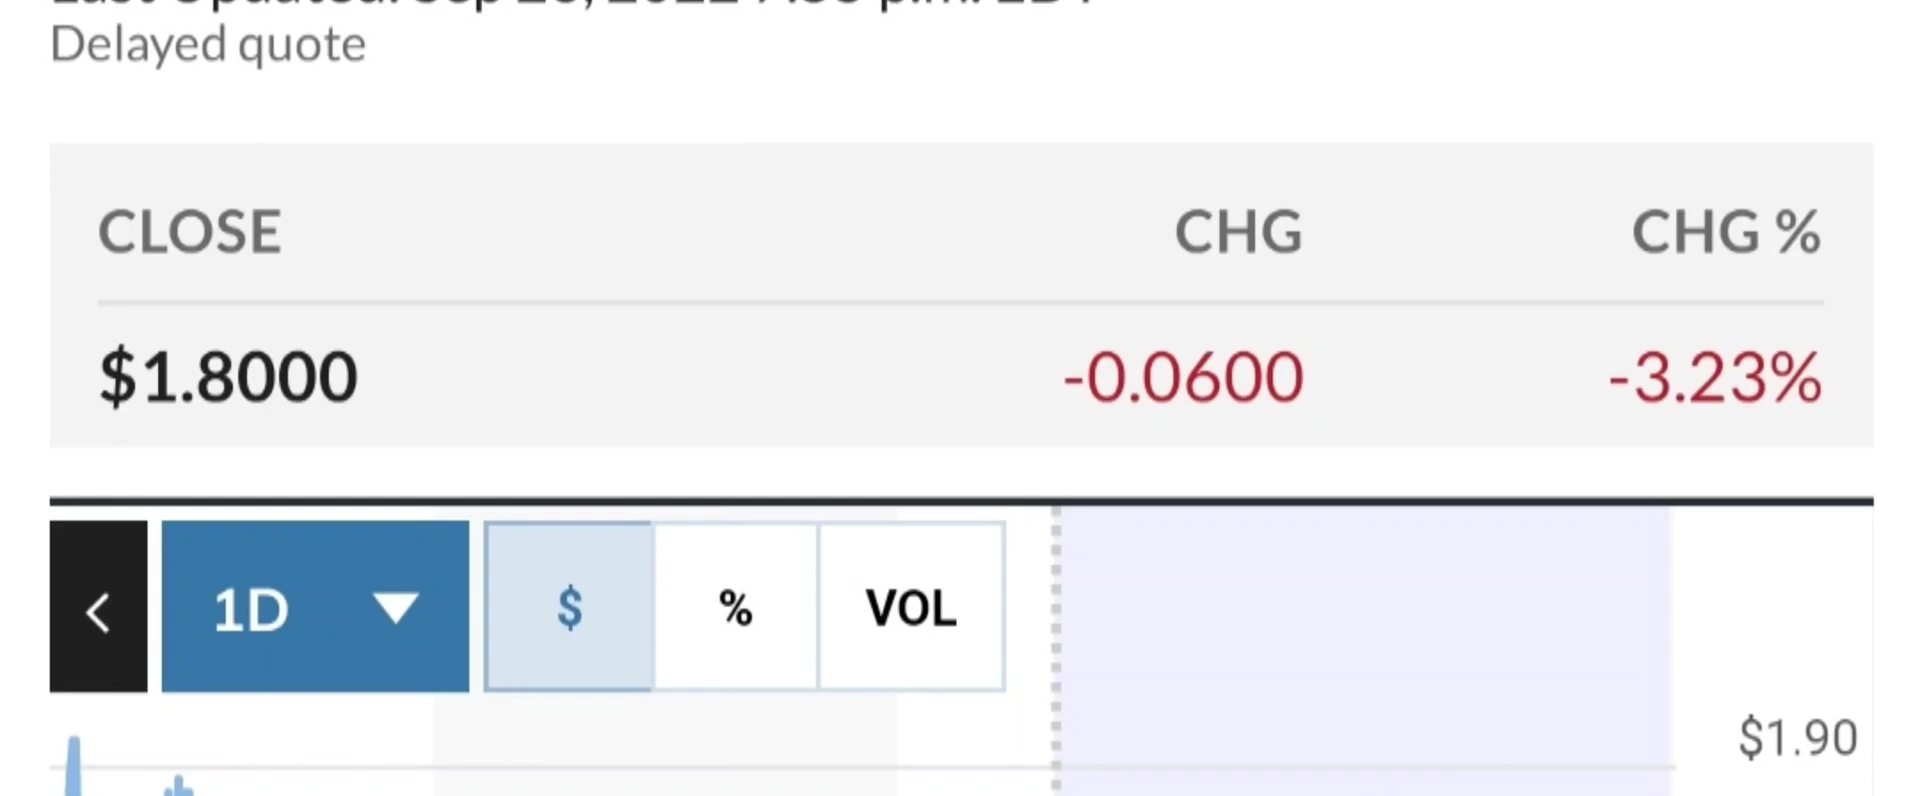 Delayed quote
CLOSE CHG CHG %
$1.8000 -0.0600 -3.23%
1D $ % VOL
$1.90